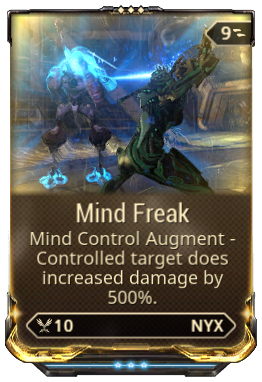 9
Mind Freak
Mind Control Augment -
Controlled target does
increased damage by
500%.
10 NYX